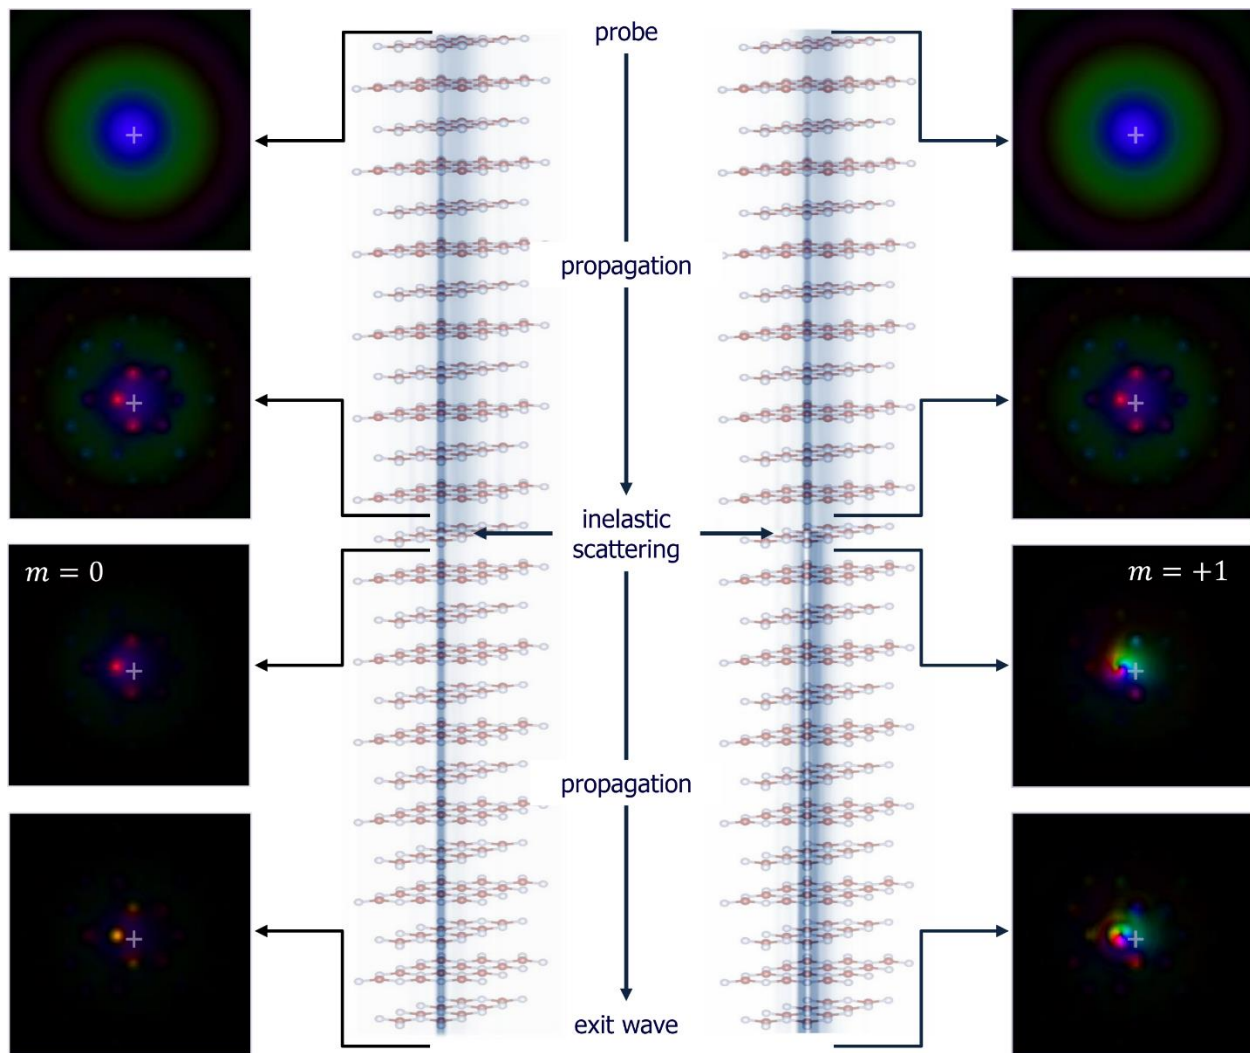 probe
propagation
inelastic
scattering
m = 0
m = +1
propagation
exit wave